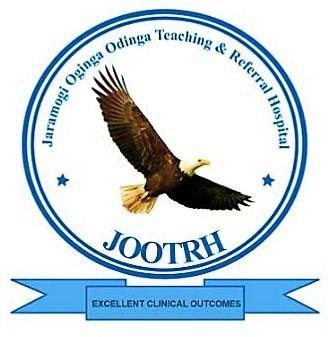 Jaramogi Oginga Odinga Teaching & Referral Hospital
JOOTRH
EXCELLENT CLINICAL OUTCOMES